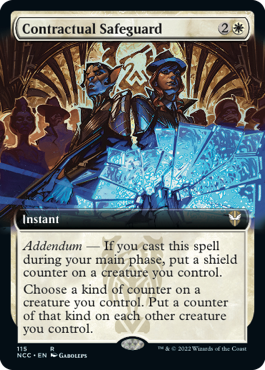 Contractual Safeguard 2
Instant
Addendum — If you cast this spell
during your main phase, put a shield
counter on a creature you control.
Choose a kind of counter on a
creature you control. Put a counter
of that kind on each other creature
you control.
115 R
NCC • EN Gaboleps ™ & © 2022 Wizards of the Coast